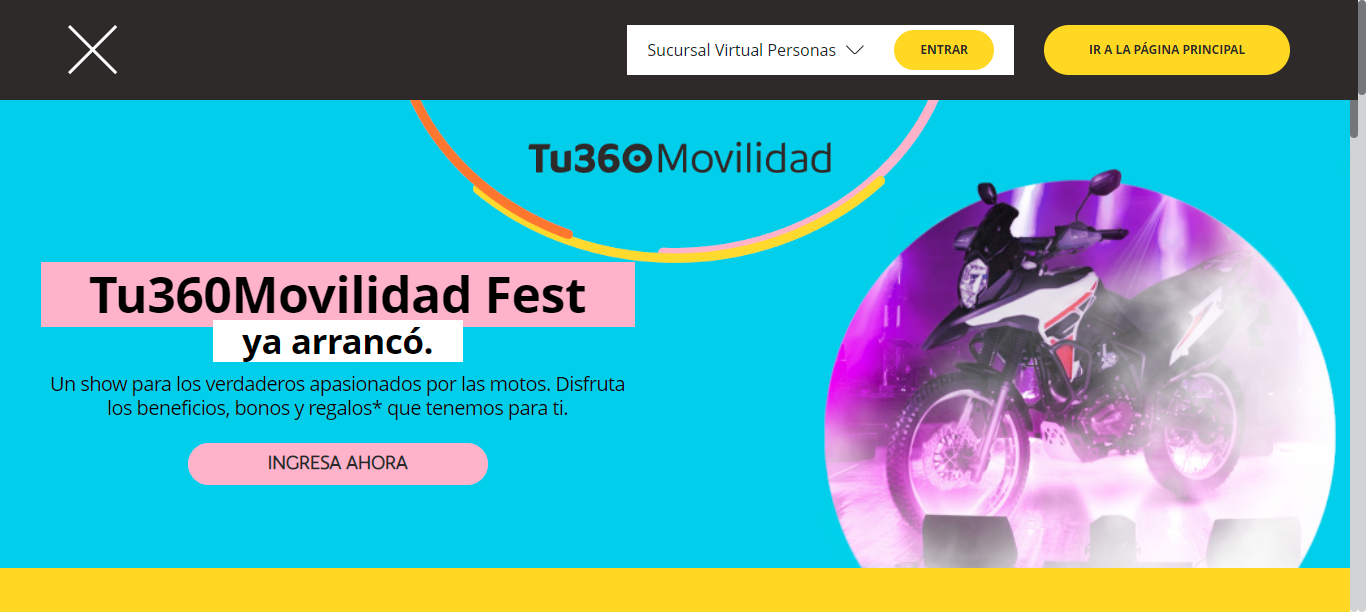 Sucursal Virtual Personas
ENTRAR
IR A LA PÁGINA PRINCIPAL
Tu360Movilidad
Tu360Movilidad Fest
ya arrancó.
Un show para los verdaderos apasionados por las motos. Disfruta
los beneficios, bonos y regalos* que tenemos para ti.
INGRESA AHORA